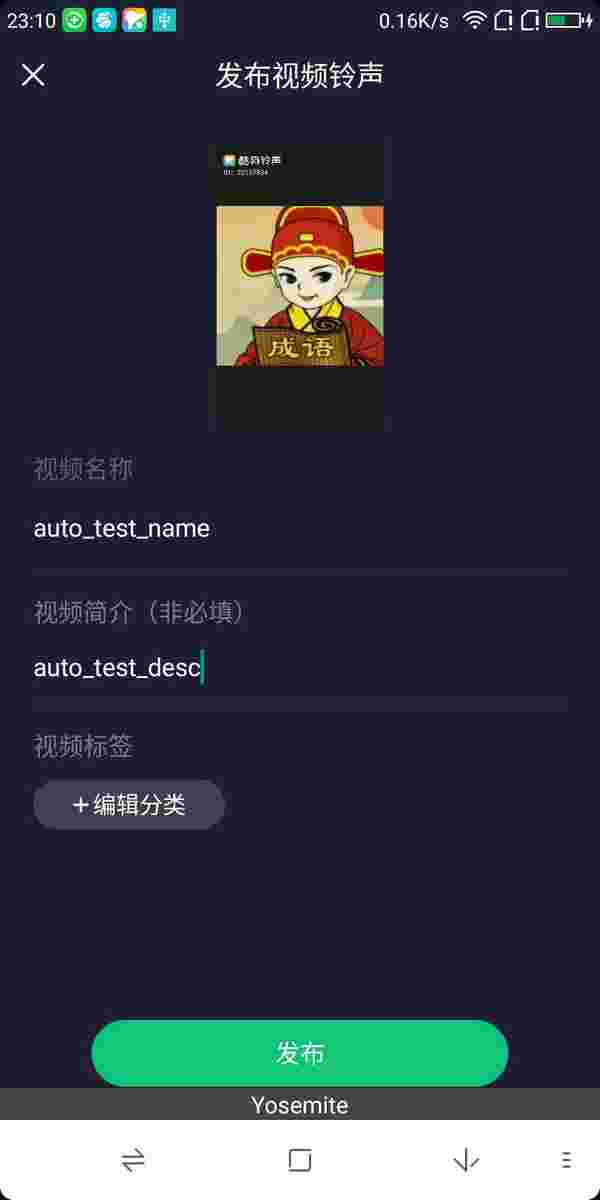 23:10
0.16K/s
发布视频铃声
酷狗铃声
成语
视频名称
auto_test_name
视频简介（非必填）
auto_test_desc
视频标签
+编辑分类
发布
Yosemite